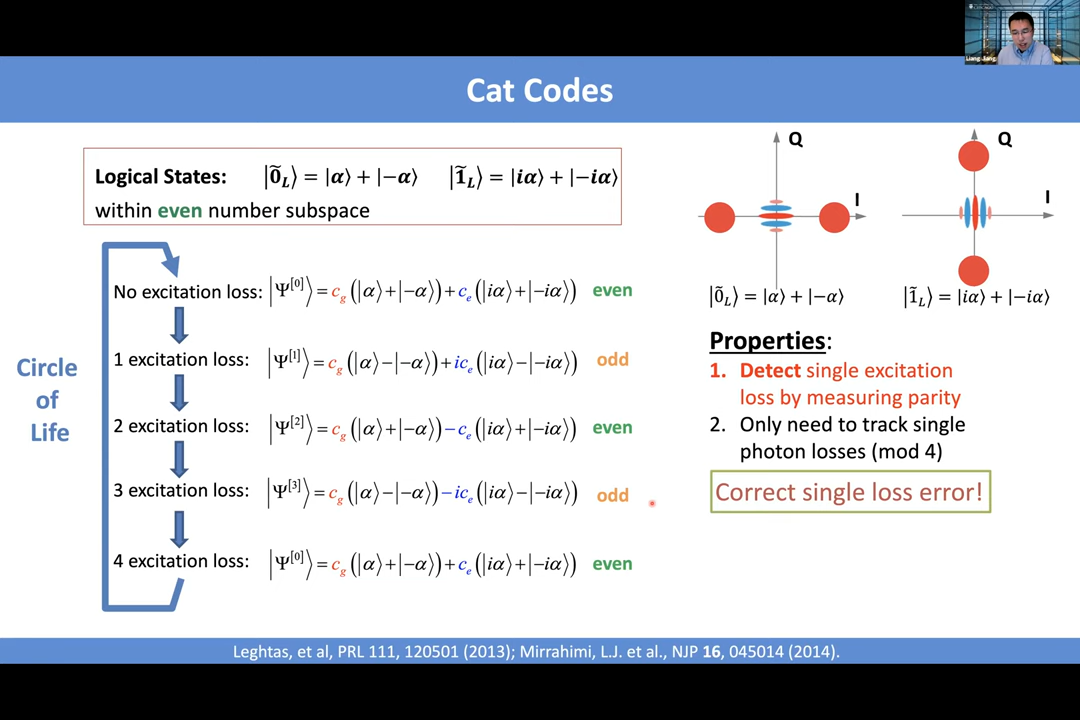 Liang Jiang
Cat Codes
Logical States: |0̃_L⟩ = |α⟩ + |−α⟩ |1̃_L⟩ = |iα⟩ + |−iα⟩
within even number subspace
No excitation loss: |Ψ^[0]⟩ = c_g(|α⟩+|−α⟩)+c_e(|iα⟩+|−iα⟩) even
1 excitation loss: |Ψ^[1]⟩ = c_g(|α⟩−|−α⟩)+ic_e(|iα⟩−|−iα⟩) odd
2 excitation loss: |Ψ^[2]⟩ = c_g(|α⟩+|−α⟩)−c_e(|iα⟩+|−iα⟩) even
3 excitation loss: |Ψ^[3]⟩ = c_g(|α⟩−|−α⟩)−ic_e(|iα⟩−|−iα⟩) odd
4 excitation loss: |Ψ^[0]⟩ = c_g(|α⟩+|−α⟩)+c_e(|iα⟩+|−iα⟩) even
Circle
of
Life
Q
I
|0̃_L⟩ = |α⟩ + |−α⟩
Q
I
|1̃_L⟩ = |iα⟩ + |−iα⟩
Properties:
1. Detect single excitation
loss by measuring parity
2. Only need to track single
photon losses (mod 4)
Correct single loss error!
Leghtas, et al, PRL 111, 120501 (2013); Mirrahimi, L.J. et al., NJP 16, 045014 (2014).